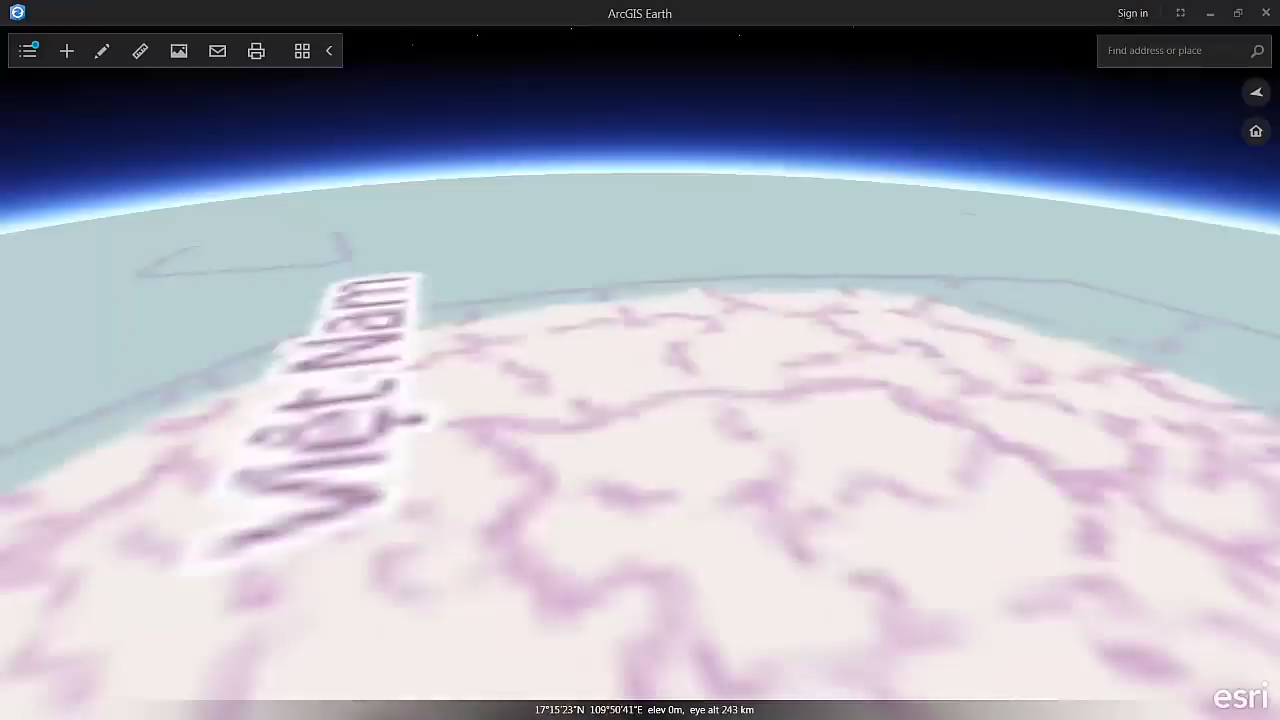 ArcGIS Earth
Sign in
Find address or place
Việt Nam
17°15'23"N 109°50'41"E elev 0m, eye alt 243 km
esri